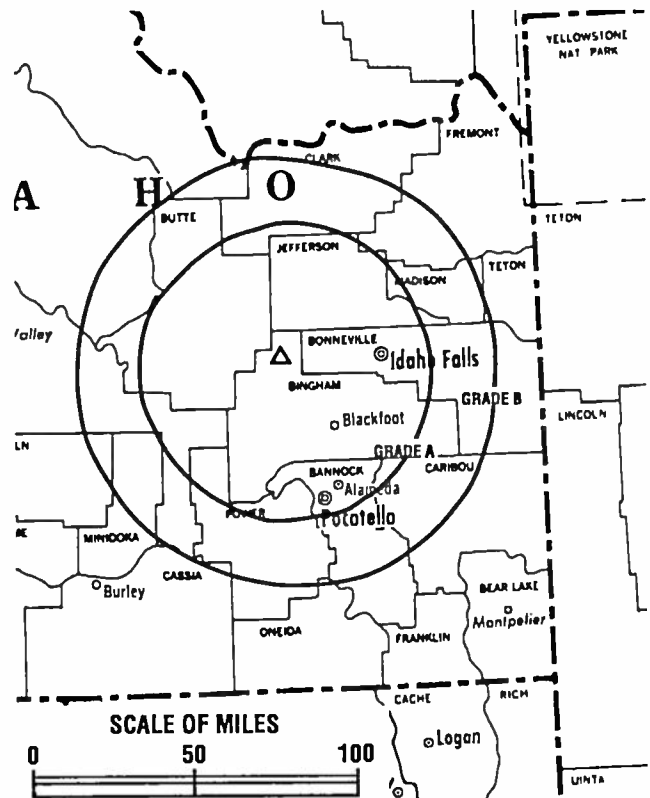 YELLOWSTONE
NAT PARK
FREMONT
CLARK
A H O
BUTTE
TETON
JEFFERSON
TETON
MADISON
Valley
BONNEVILLE
Idaho Falls
BINGHAM
GRADE B
LINCOLN
Blackfoot
LN
GRADE A
BANNOCK
CARIBOU
Alameda
POWER
Pocatello
MINIDOKA
CASSIA
Burley
BEAR LAKE
Montpelier
ONEIDA
FRANKLIN
CACHE
RICH
SCALE OF MILES
Logan
0 50 100
UINTA